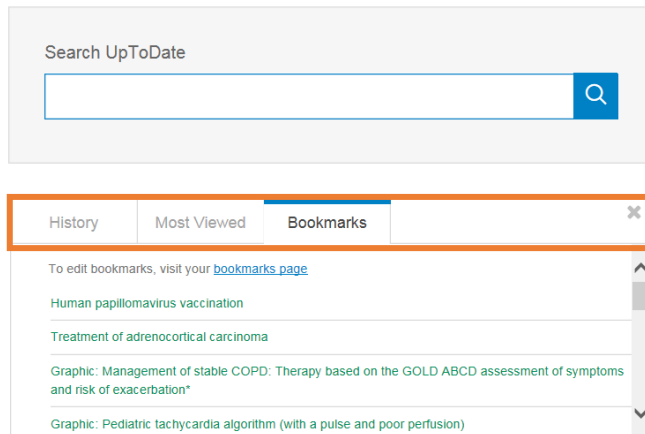 Search UpToDate
History Most Viewed Bookmarks
To edit bookmarks, visit your bookmarks page
Human papillomavirus vaccination
Treatment of adrenocortical carcinoma
Graphic: Management of stable COPD: Therapy based on the GOLD ABCD assessment of symptoms
and risk of exacerbation*
Graphic: Pediatric tachycardia algorithm (with a pulse and poor perfusion)